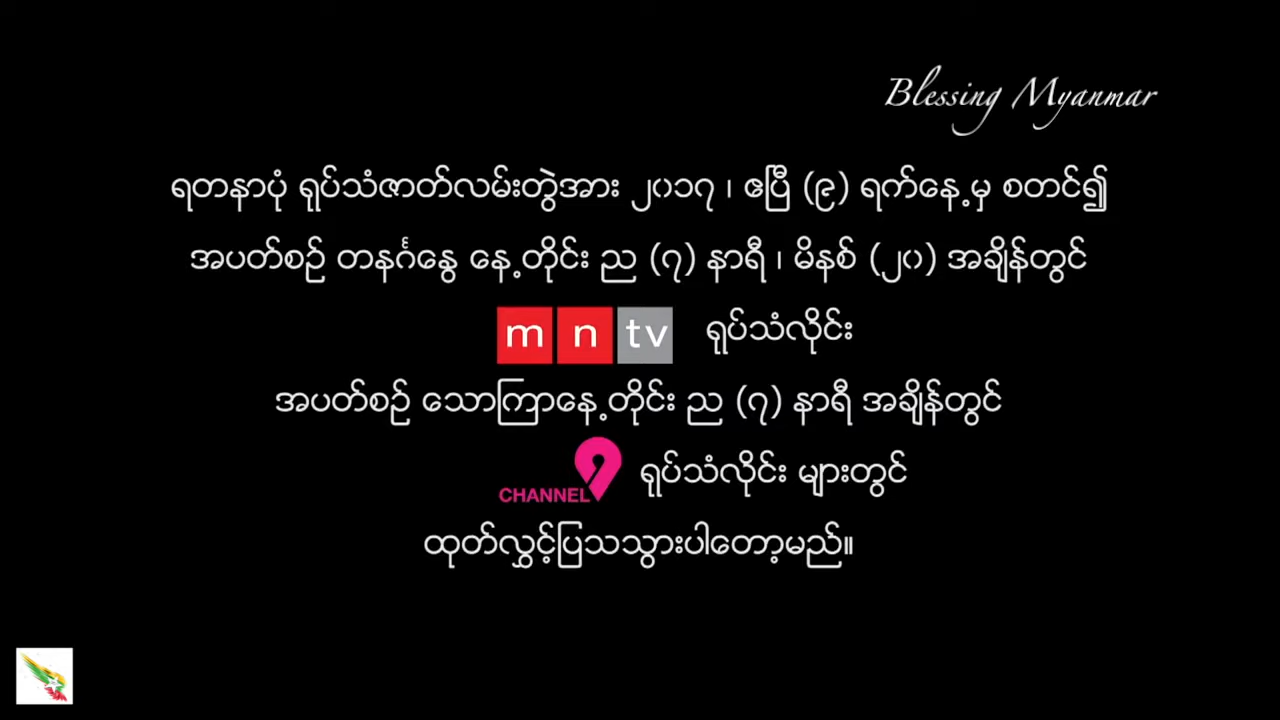 Blessing Myanmar
ရတနာပုံ ရုပ်သံဇာတ်လမ်းတွဲအား ၂၀၁၇ ၊ ဧပြီ (၉) ရက်နေ့မှ စတင်၍
အပတ်စဉ် တနင်္ဂနွေ နေ့တိုင်း ည (၇) နာရီ ၊ မိနစ် (၂၀) အချိန်တွင်
mntv ရုပ်သံလိုင်း
အပတ်စဉ် သောကြာနေ့တိုင်း ည (၇) နာရီ အချိန်တွင်
CHANNEL 9 ရုပ်သံလိုင်း များတွင်
ထုတ်လွှင့်ပြသသွားပါတော့မည်။